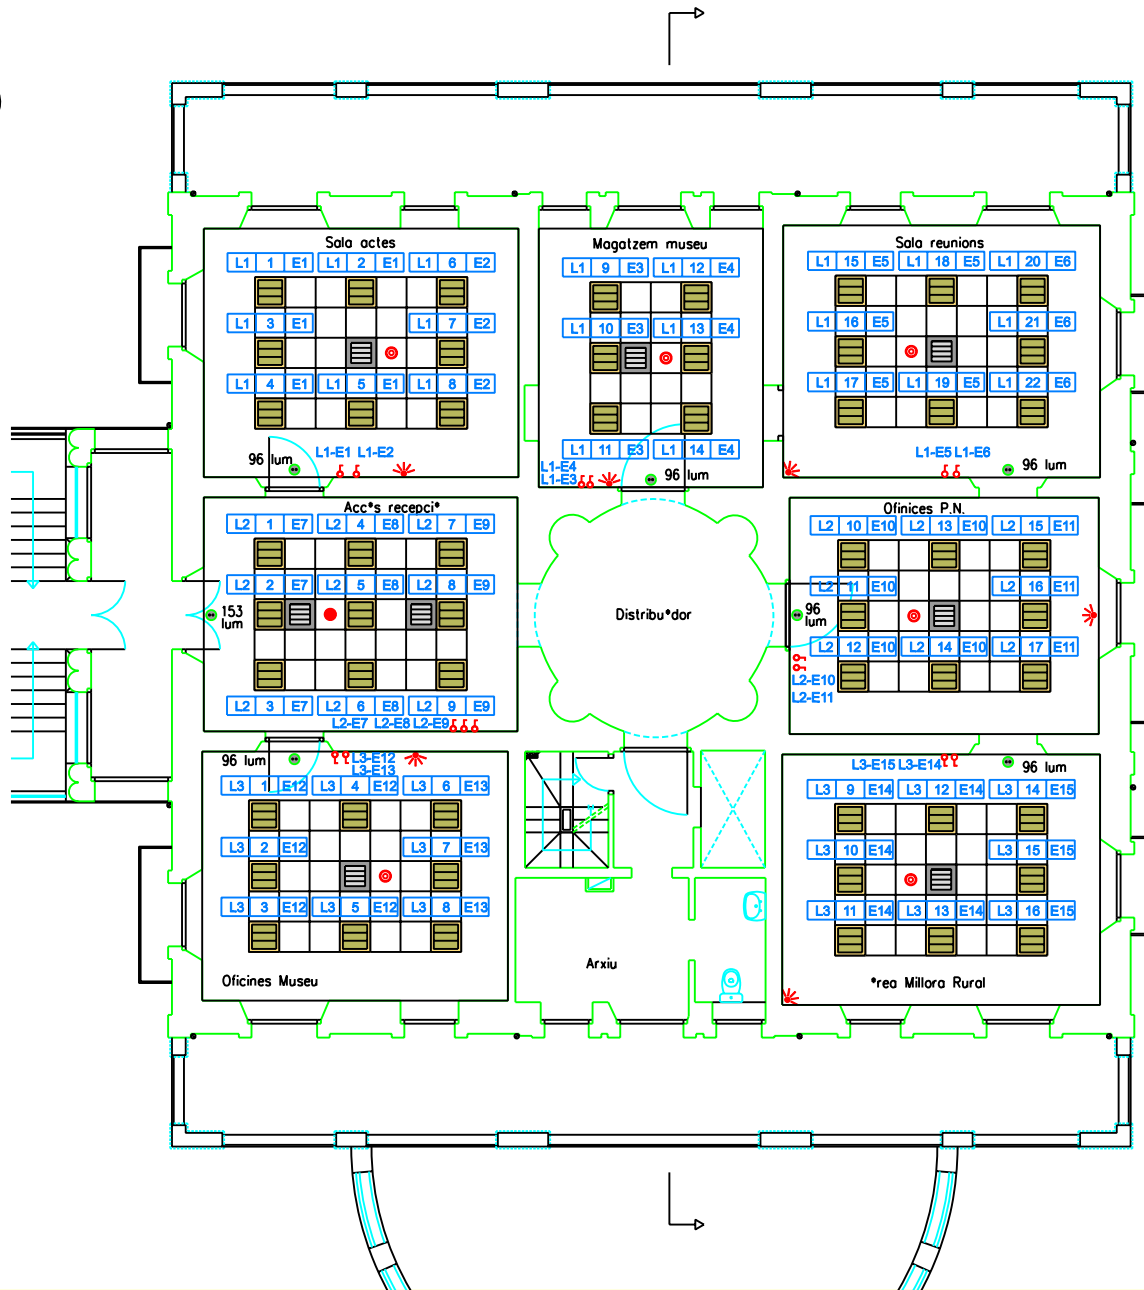 Sala actes
L1 1 E1 L1 2 E1 L1 6 E2
L1 3 E1 L1 7 E2
L1 4 E1 L1 5 E1 L1 8 E2
L1-E1 L1-E2
96 lum
Magatzem museu
L1 9 E3 L1 12 E4
L1 10 E3 L1 13 E4
L1 11 E3 L1 14 E4
L1-E4
L1-E3
96 lum
Sala reunions
L1 15 E5 L1 18 E5 L1 20 E6
L1 16 E5 L1 21 E6
L1 17 E5 L1 19 E5 L1 22 E6
L1-E5 L1-E6
96 lum
Acc*s recepci*
L2 1 E7 L2 4 E8 L2 7 E9
L2 2 E7 L2 5 E8 L2 8 E9
153
lum
L2 3 E7 L2 6 E8 L2 9 E9
L2-E7 L2-E8 L2-E9
Distribu*dor
Ofinices P.N.
L2 10 E10 L2 13 E10 L2 15 E11
L2 11 E10 L2 16 E11
96
lum
L2 12 E10 L2 14 E10 L2 17 E11
L2-E10
L2-E11
96 lum
L3-E12
L3-E13
L3 1 E12 L3 4 E12 L3 6 E13
L3 2 E12 L3 7 E13
L3 3 E12 L3 5 E12 L3 8 E13
Oficines Museu
Arxiu
L3-E15 L3-E14
96 lum
L3 9 E14 L3 12 E14 L3 14 E15
L3 10 E14 L3 15 E15
L3 11 E14 L3 13 E14 L3 16 E15
*rea Millora Rural